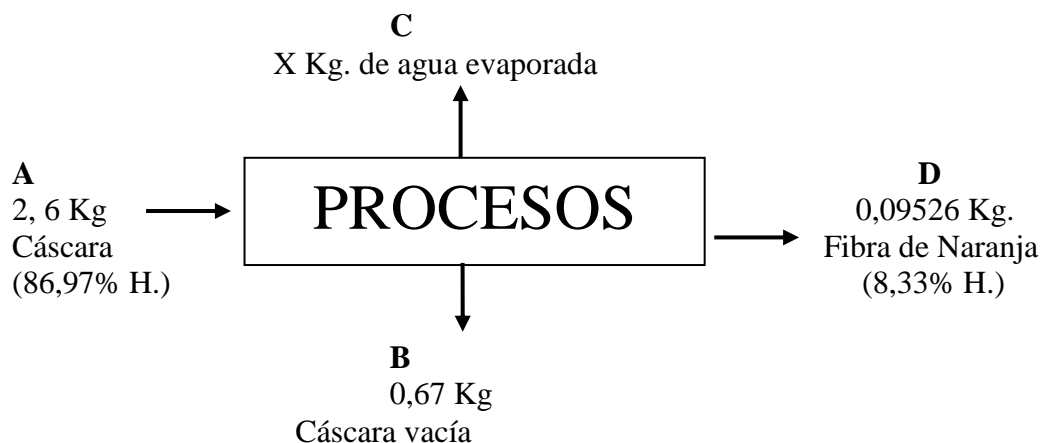 C
X Kg. de agua evaporada
A
2, 6 Kg
Cáscara
(86,97% H.)
PROCESOS
D
0,09526 Kg.
Fibra de Naranja
(8,33% H.)
B
0,67 Kg
Cáscara vacía